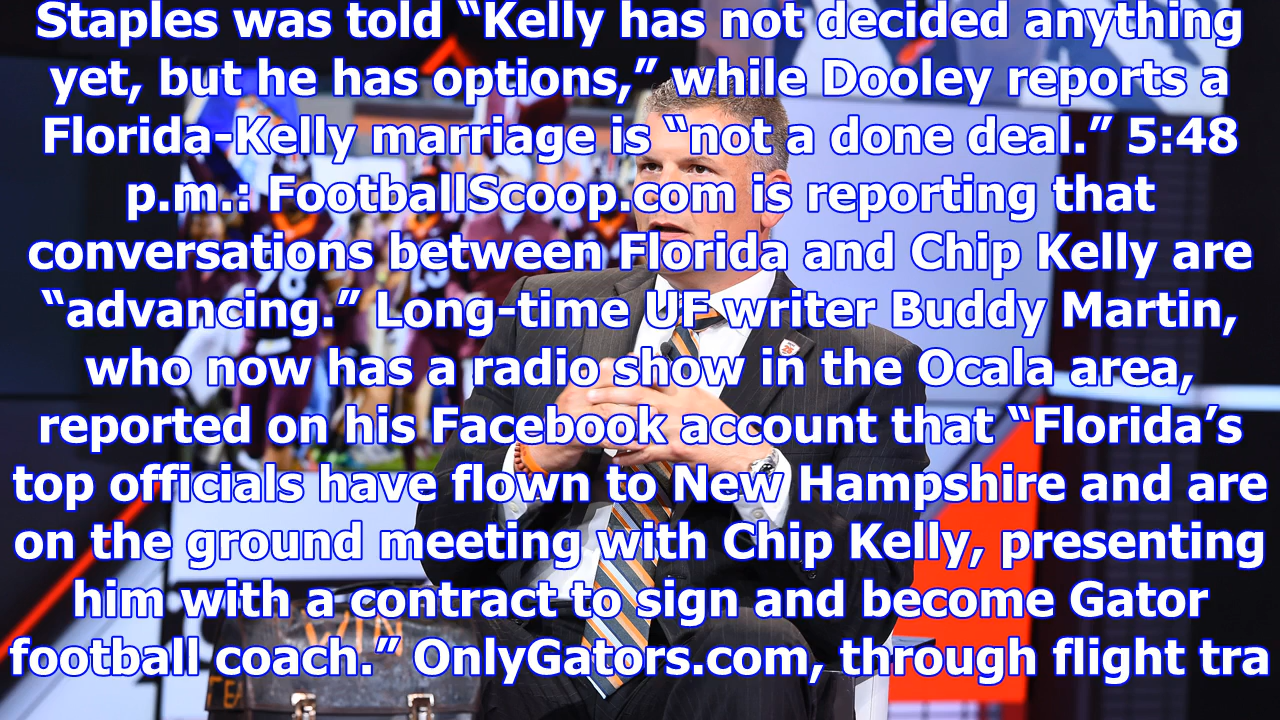 Staples was told “Kelly has not decided anything
yet, but he has options,” while Dooley reports a
Florida-Kelly marriage is “not a done deal.” 5:48
p.m.: FootballScoop.com is reporting that
conversations between Florida and Chip Kelly are
“advancing.” Long-time UF writer Buddy Martin,
who now has a radio show in the Ocala area,
reported on his Facebook account that “Florida’s
top officials have flown to New Hampshire and are
on the ground meeting with Chip Kelly, presenting
him with a contract to sign and become Gator
football coach.” OnlyGators.com, through flight tra
WIN